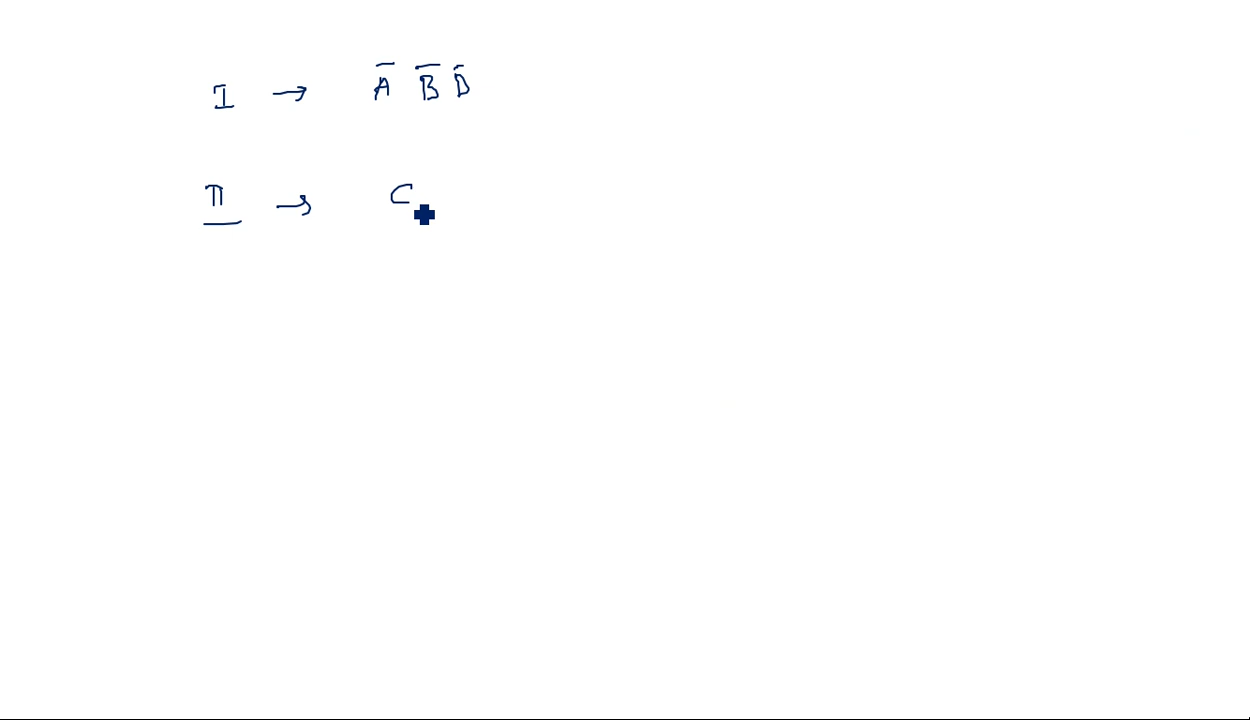 I → A̅ B̅ D̅
II → C